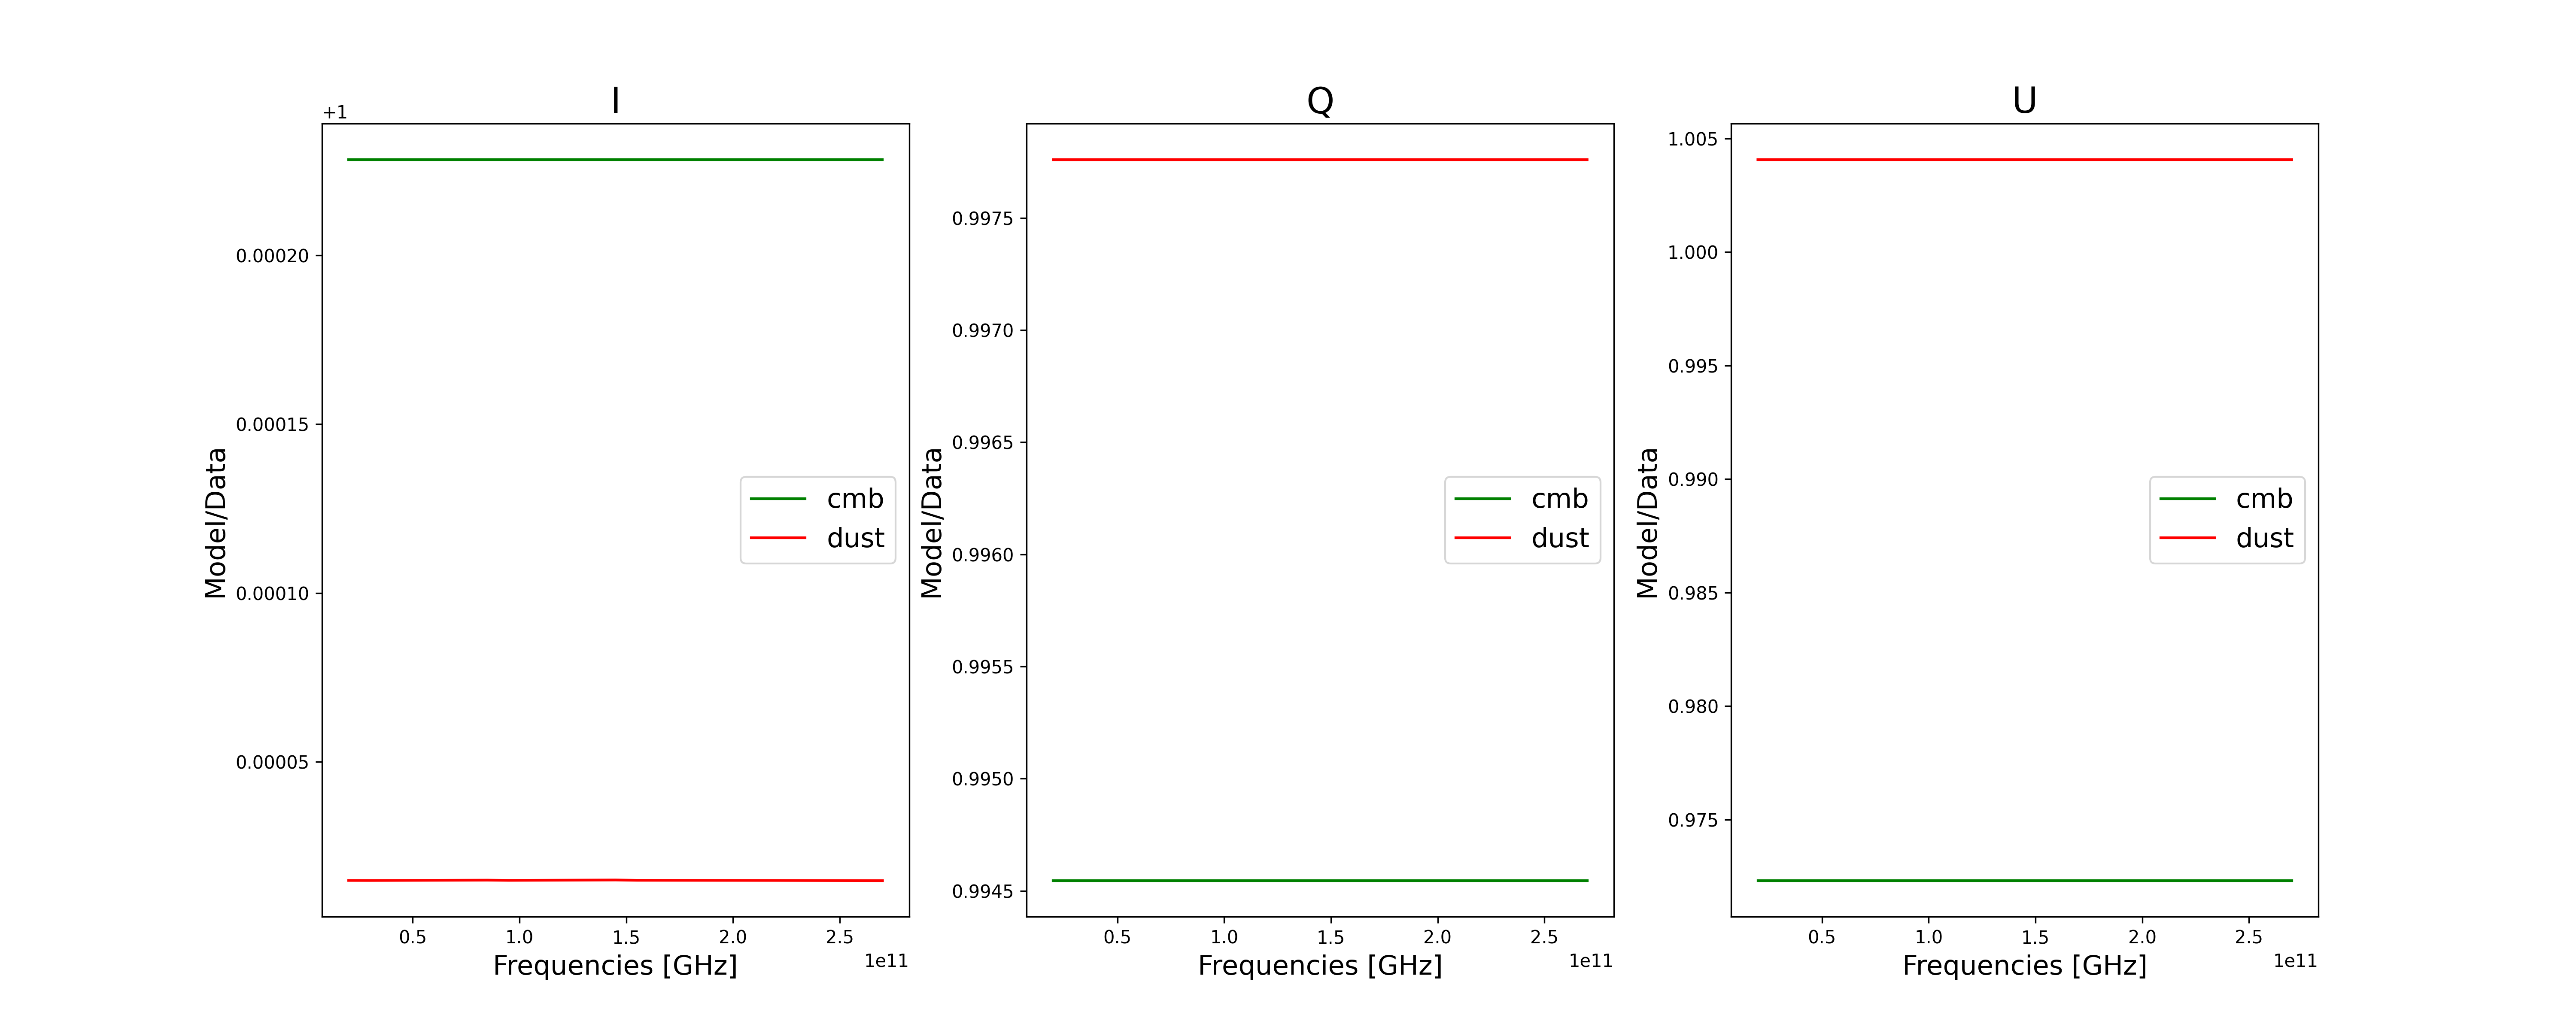 I
+1
0.00020
0.00015
0.00010
0.00005
Model/Data
cmb
dust
0.5 1.0 1.5 2.0 2.5
1e11
Frequencies [GHz]
Q
0.9975
0.9970
0.9965
0.9960
0.9955
0.9950
0.9945
Model/Data
cmb
dust
0.5 1.0 1.5 2.0 2.5
1e11
Frequencies [GHz]
U
1.005
1.000
0.995
0.990
0.985
0.980
0.975
Model/Data
cmb
dust
0.5 1.0 1.5 2.0 2.5
1e11
Frequencies [GHz]